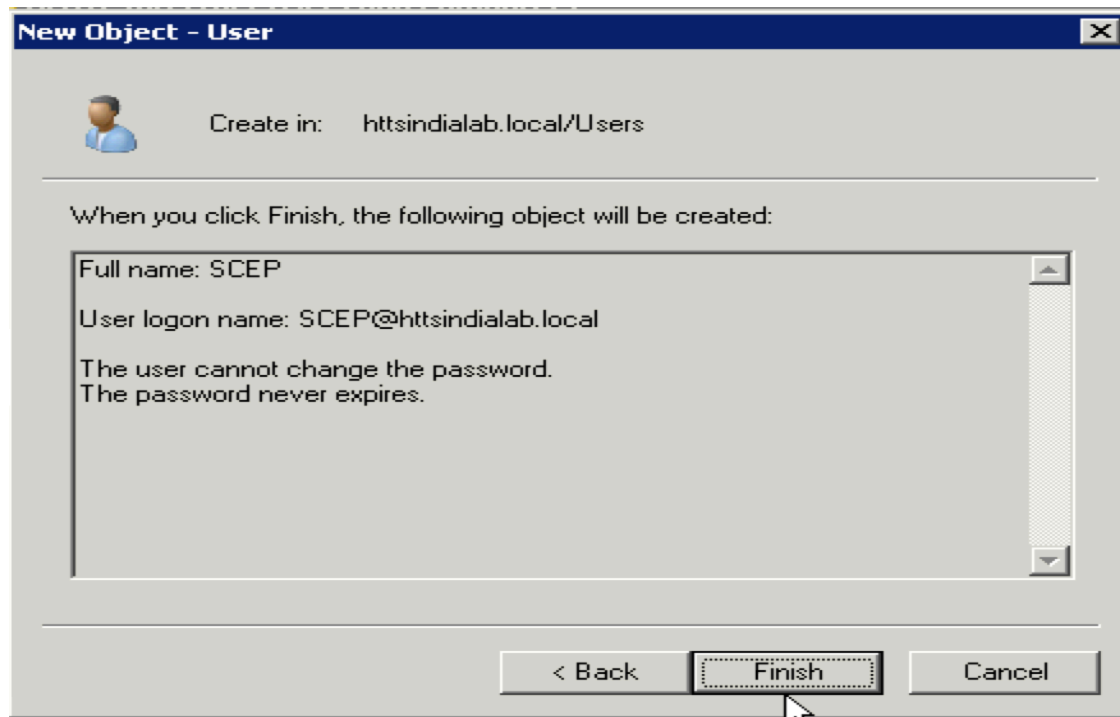 New Object - User
Create in: httsindialab.local/Users
When you click Finish, the following object will be created:
Full name: SCEP
User logon name: SCEP@httsindialab.local
The user cannot change the password.
The password never expires.
< Back Finish Cancel